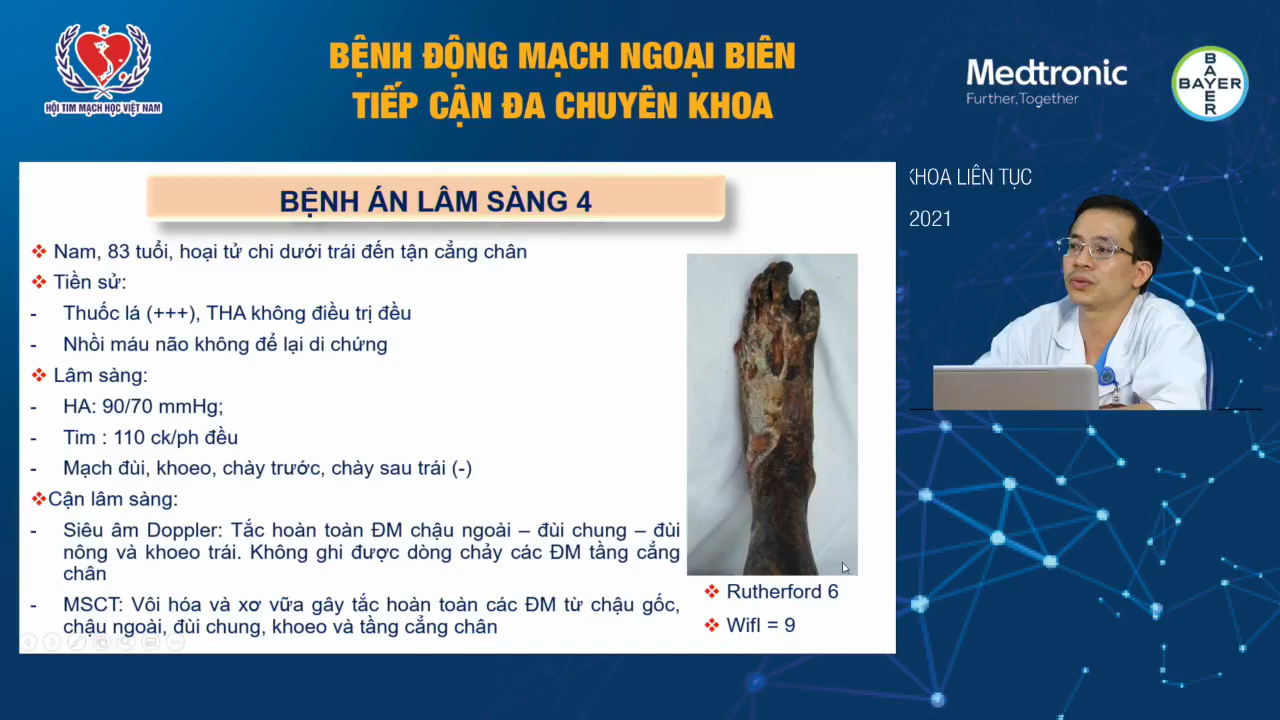 HỘI TIM MẠCH HỌC VIỆT NAM
BỆNH ĐỘNG MẠCH NGOẠI BIÊN
TIẾP CẬN ĐA CHUYÊN KHOA
Medtronic
Further, Together
BAYER
BAYER
KHOA LIÊN TỤC
2021
BỆNH ÁN LÂM SÀNG 4
❖ Nam, 83 tuổi, hoại tử chi dưới trái đến tận cẳng chân
❖ Tiền sử:
- Thuốc lá (+++), THA không điều trị đều
- Nhồi máu não không để lại di chứng
❖ Lâm sàng:
- HA: 90/70 mmHg;
- Tim : 110 ck/ph đều
- Mạch đùi, khoeo, chày trước, chày sau trái (-)
❖Cận lâm sàng:
- Siêu âm Doppler: Tắc hoàn toàn ĐM chậu ngoài – đùi chung – đùi
nông và khoeo trái. Không ghi được dòng chảy các ĐM tầng cẳng
chân
- MSCT: Vôi hóa và xơ vữa gây tắc hoàn toàn các ĐM từ chậu gốc,
chậu ngoài, đùi chung, khoeo và tầng cẳng chân
❖ Rutherford 6
❖ WifI = 9